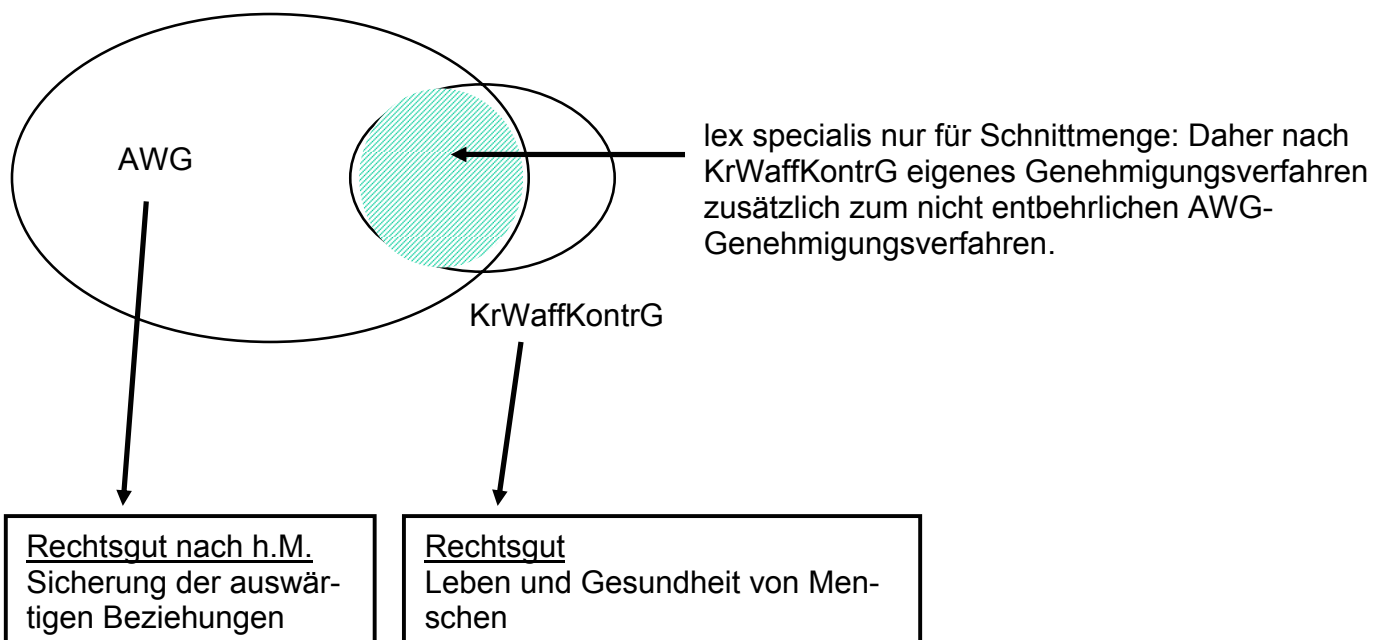 AWG
lex specialis nur für Schnittmenge: Daher nach
KrWaffKontrG eigenes Genehmigungsverfahren
zusätzlich zum nicht entbehrlichen AWG-
Genehmigungsverfahren.
KrWaffKontrG
Rechtsgut nach h.M.
Sicherung der auswär-
tigen Beziehungen
Rechtsgut
Leben und Gesundheit von Men-
schen